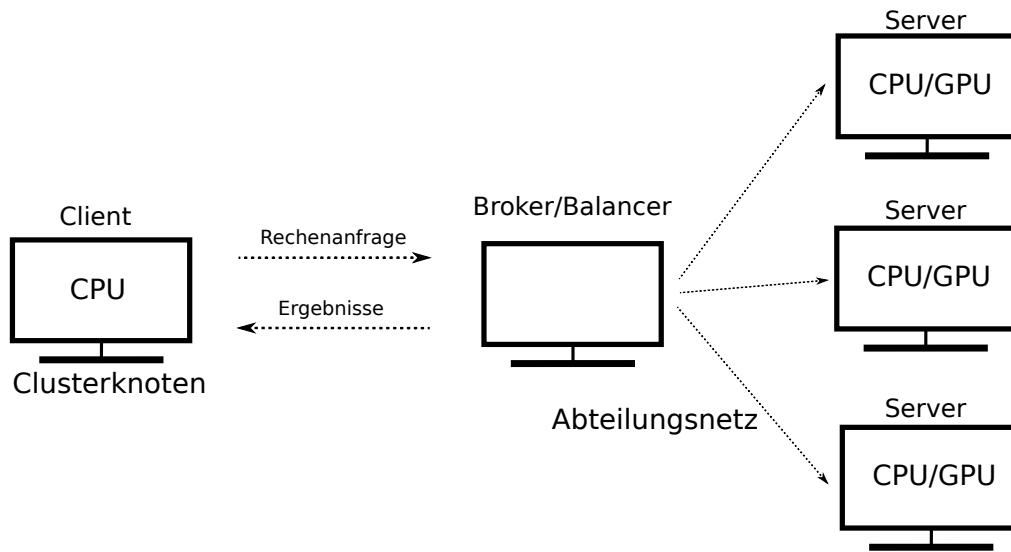 Client
CPU
Clusterknoten
Rechenanfrage
Ergebnisse
Broker/Balancer
Abteilungsnetz
Server
CPU/GPU
Server
CPU/GPU
Server
CPU/GPU